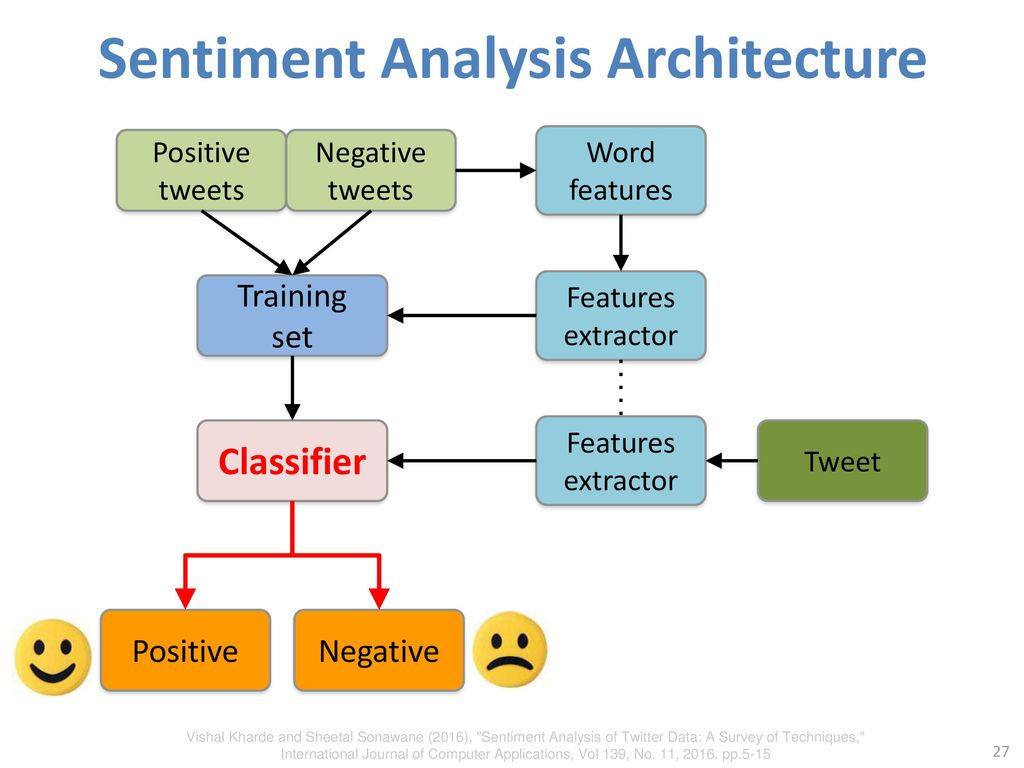 Sentiment Analysis Architecture
Positive
tweets
Negative
tweets
Word
features
Training
set
Features
extractor
Classifier
Features
extractor
Tweet
Positive
Negative
Vishal Kharde and Sheetal Sonawane (2016), "Sentiment Analysis of Twitter Data: A Survey of Techniques,"
International Journal of Computer Applications, Vol 139, No. 11, 2016. pp.5-15
27